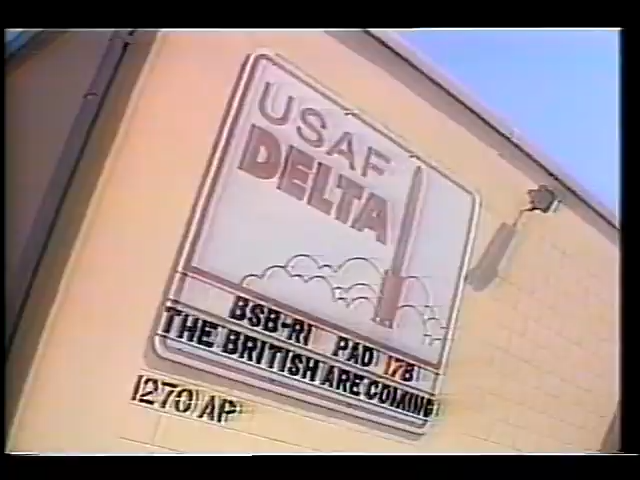 USAF
DELTA
BSB-R1 PAD 17B
THE BRITISH ARE COMING
1270 AP